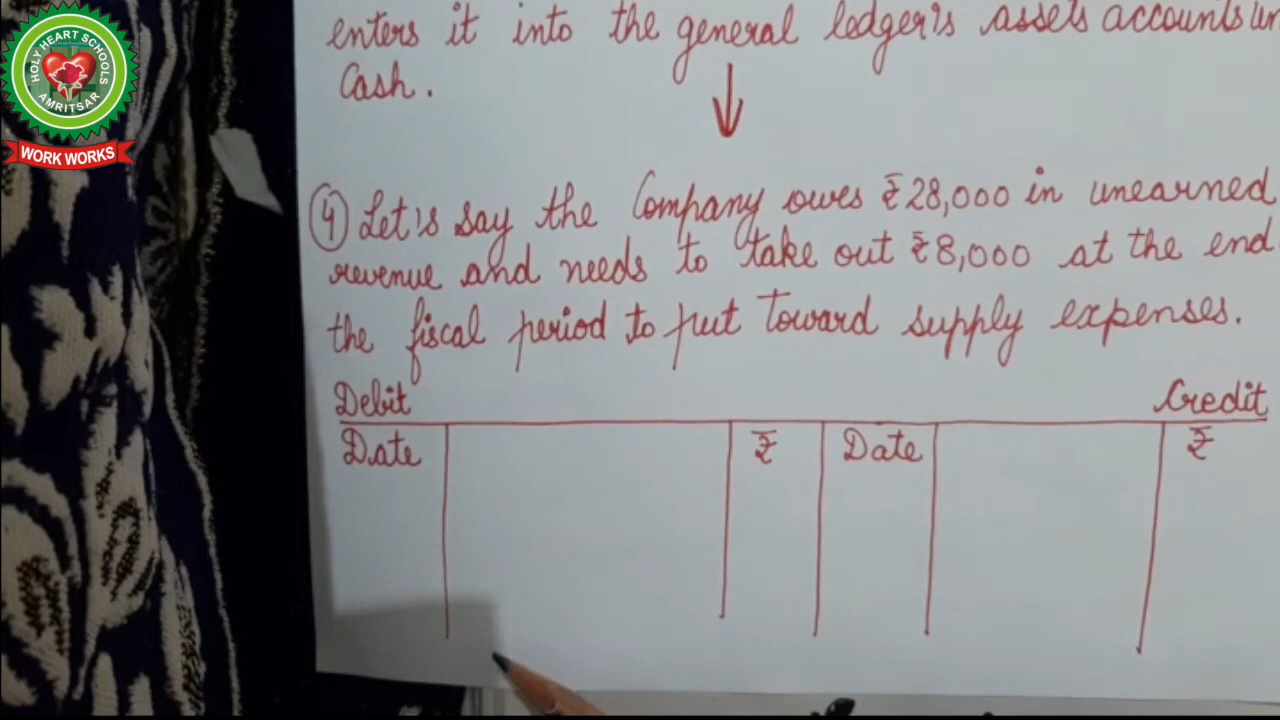 HOLY HEART SCHOOLS
AMRITSAR
WORK WORKS
enters it into the general ledger's assets accounts un
Cash.
④ Let's say the Company owes ₹28,000 in unearned
revenue and needs to take out ₹8,000 at the end
the fiscal period to put Toward supply expenses.
Debit Credit
Date ₹ Date ₹